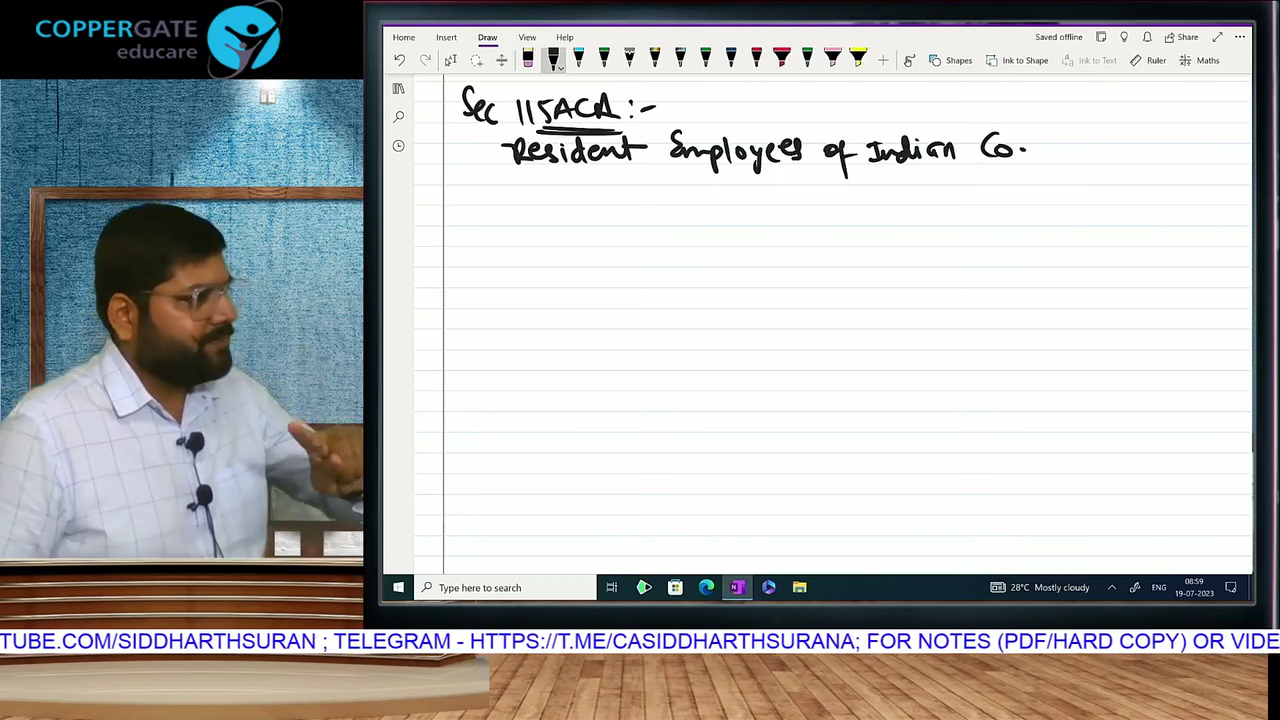 COPPERGATE
educare
Home Insert Draw View Help
Saved offline
Share
Shapes
Ink to Shape
Ink to Text
Ruler
Maths
Sec 115ACA :-
Resident Employees of Indian Co.
Type here to search
28°C Mostly cloudy
ENG
08:59
19-07-2023
TUBE.COM/SIDDHARTHSURAN ; TELEGRAM - HTTPS://T.ME/CASIDDHARTHSURANA; FOR NOTES (PDF/HARD COPY) OR VIDE